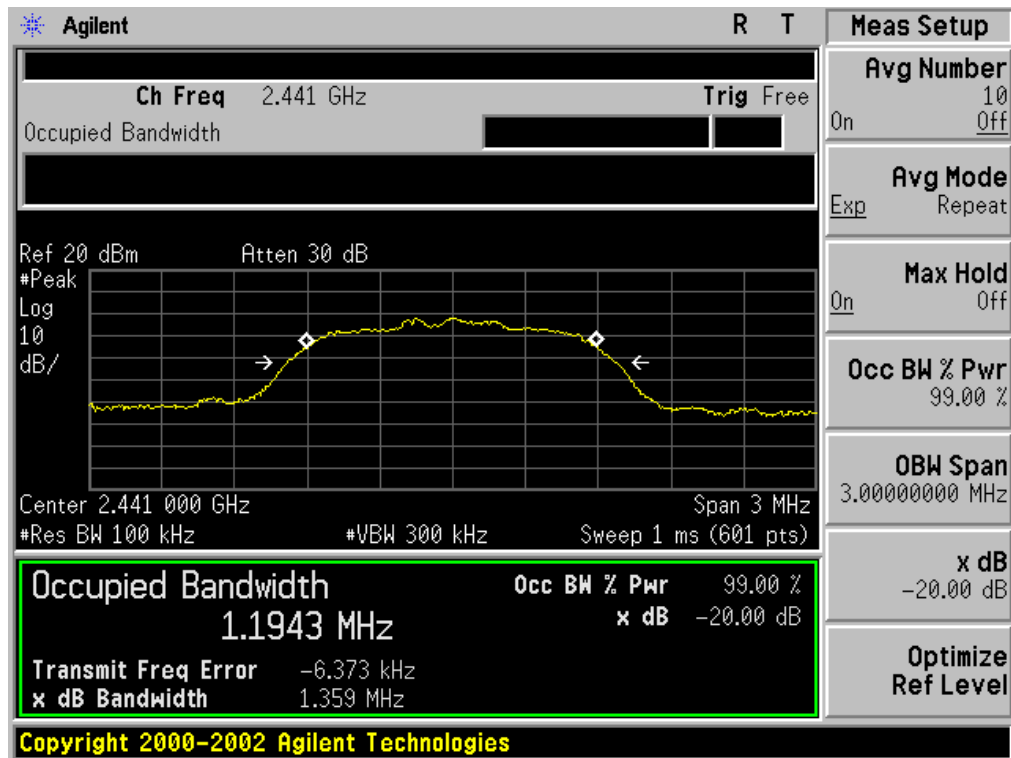 Agilent R T
Ch Freq 2.441 GHz Trig Free
Occupied Bandwidth
Ref 20 dBm Atten 30 dB
#Peak
Log
10
dB/
Center 2.441 000 GHz Span 3 MHz
#Res BW 100 kHz #VBW 300 kHz Sweep 1 ms (601 pts)
Occupied Bandwidth Occ BW % Pwr 99.00 %
1.1943 MHz x dB -20.00 dB
Transmit Freq Error -6.373 kHz
x dB Bandwidth 1.359 MHz
Copyright 2000-2002 Agilent Technologies
Meas Setup
Avg Number
10
On Off
Avg Mode
Exp Repeat
Max Hold
On Off
Occ BW % Pwr
99.00 %
OBW Span
3.00000000 MHz
x dB
-20.00 dB
Optimize
Ref Level